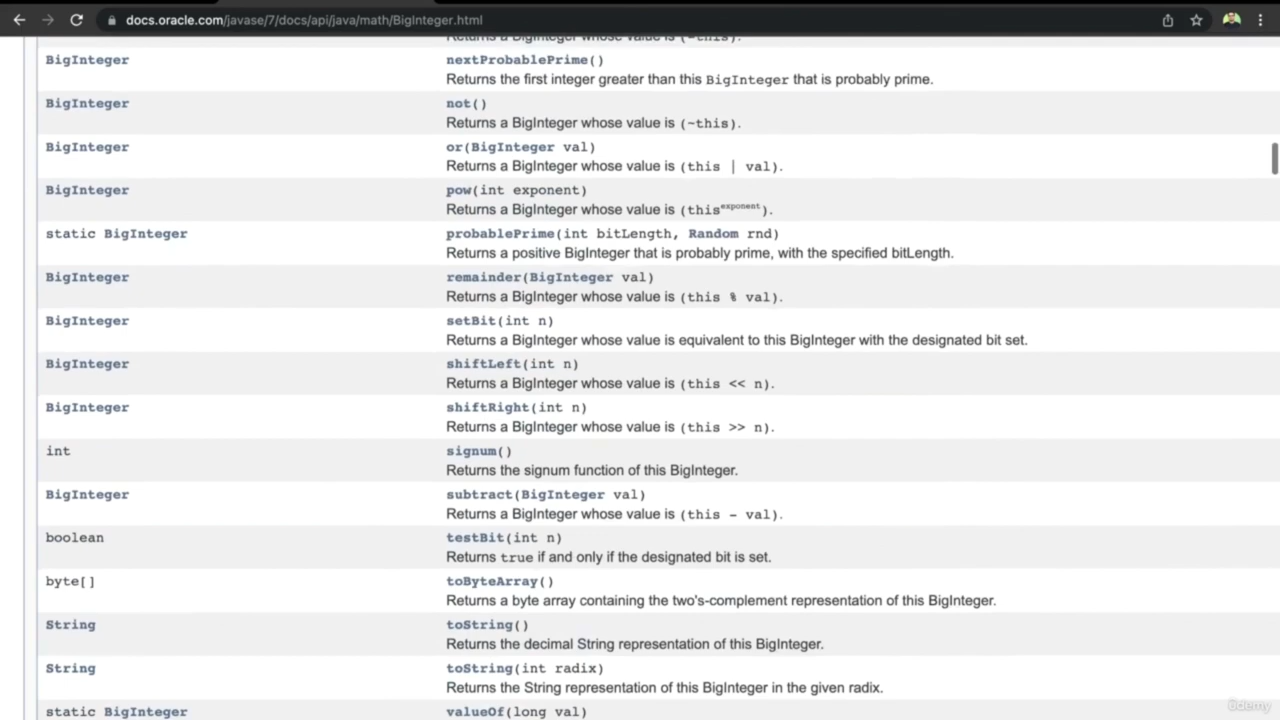 docs.oracle.com/javase/7/docs/api/java/math/BigInteger.html
Returns a BigInteger whose value is (-this).
BigInteger nextProbablePrime()
Returns the first integer greater than this BigInteger that is probably prime.
BigInteger not()
Returns a BigInteger whose value is (~this).
BigInteger or(BigInteger val)
Returns a BigInteger whose value is (this | val).
BigInteger pow(int exponent)
Returns a BigInteger whose value is (this^exponent).
static BigInteger probablePrime(int bitLength, Random rnd)
Returns a positive BigInteger that is probably prime, with the specified bitLength.
BigInteger remainder(BigInteger val)
Returns a BigInteger whose value is (this % val).
BigInteger setBit(int n)
Returns a BigInteger whose value is equivalent to this BigInteger with the designated bit set.
BigInteger shiftLeft(int n)
Returns a BigInteger whose value is (this << n).
BigInteger shiftRight(int n)
Returns a BigInteger whose value is (this >> n).
int signum()
Returns the signum function of this BigInteger.
BigInteger subtract(BigInteger val)
Returns a BigInteger whose value is (this - val).
boolean testBit(int n)
Returns true if and only if the designated bit is set.
byte[] toByteArray()
Returns a byte array containing the two's-complement representation of this BigInteger.
String toString()
Returns the decimal String representation of this BigInteger.
String toString(int radix)
Returns the String representation of this BigInteger in the given radix.
static BigInteger valueOf(long val)
ûdemy